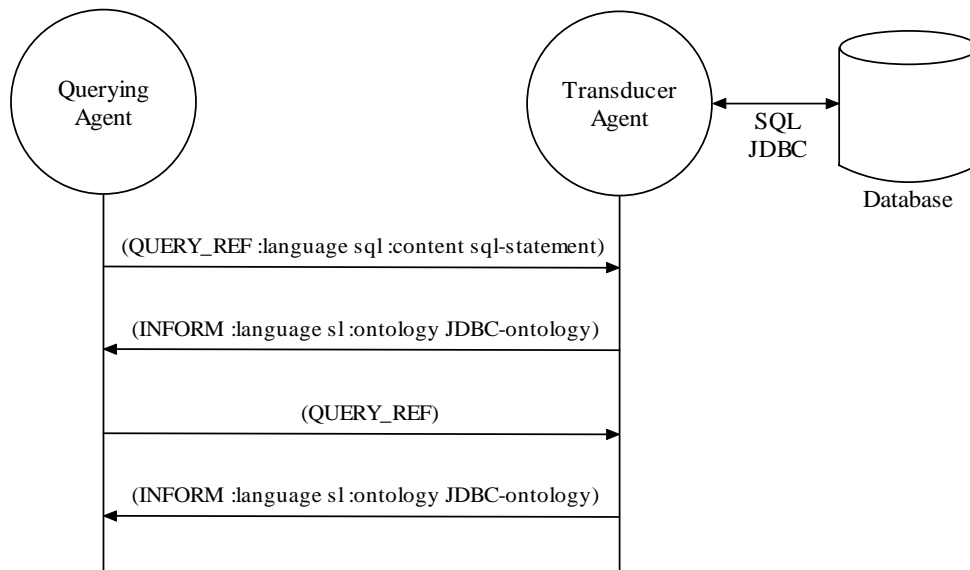 Querying
Agent
Transducer
Agent
SQL
JDBC
Database
(QUERY_REF :language sql :content sql-statement)
(INFORM :language sl :ontology JDBC-ontology)
(QUERY_REF)
(INFORM :language sl :ontology JDBC-ontology)